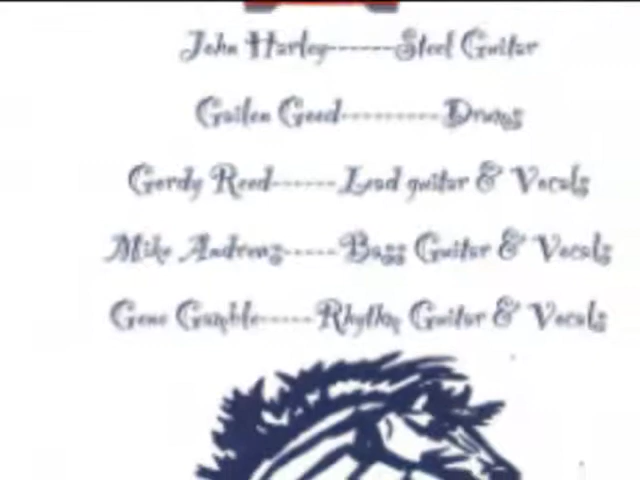 John Harley------Steel Guitar
Gailen Good---------Drums
Gordy Reed------Lead guitar & Vocals
Mike Andrews-----Bass Guitar & Vocals
Gene Gamble-----Rhythm Guitar & Vocals